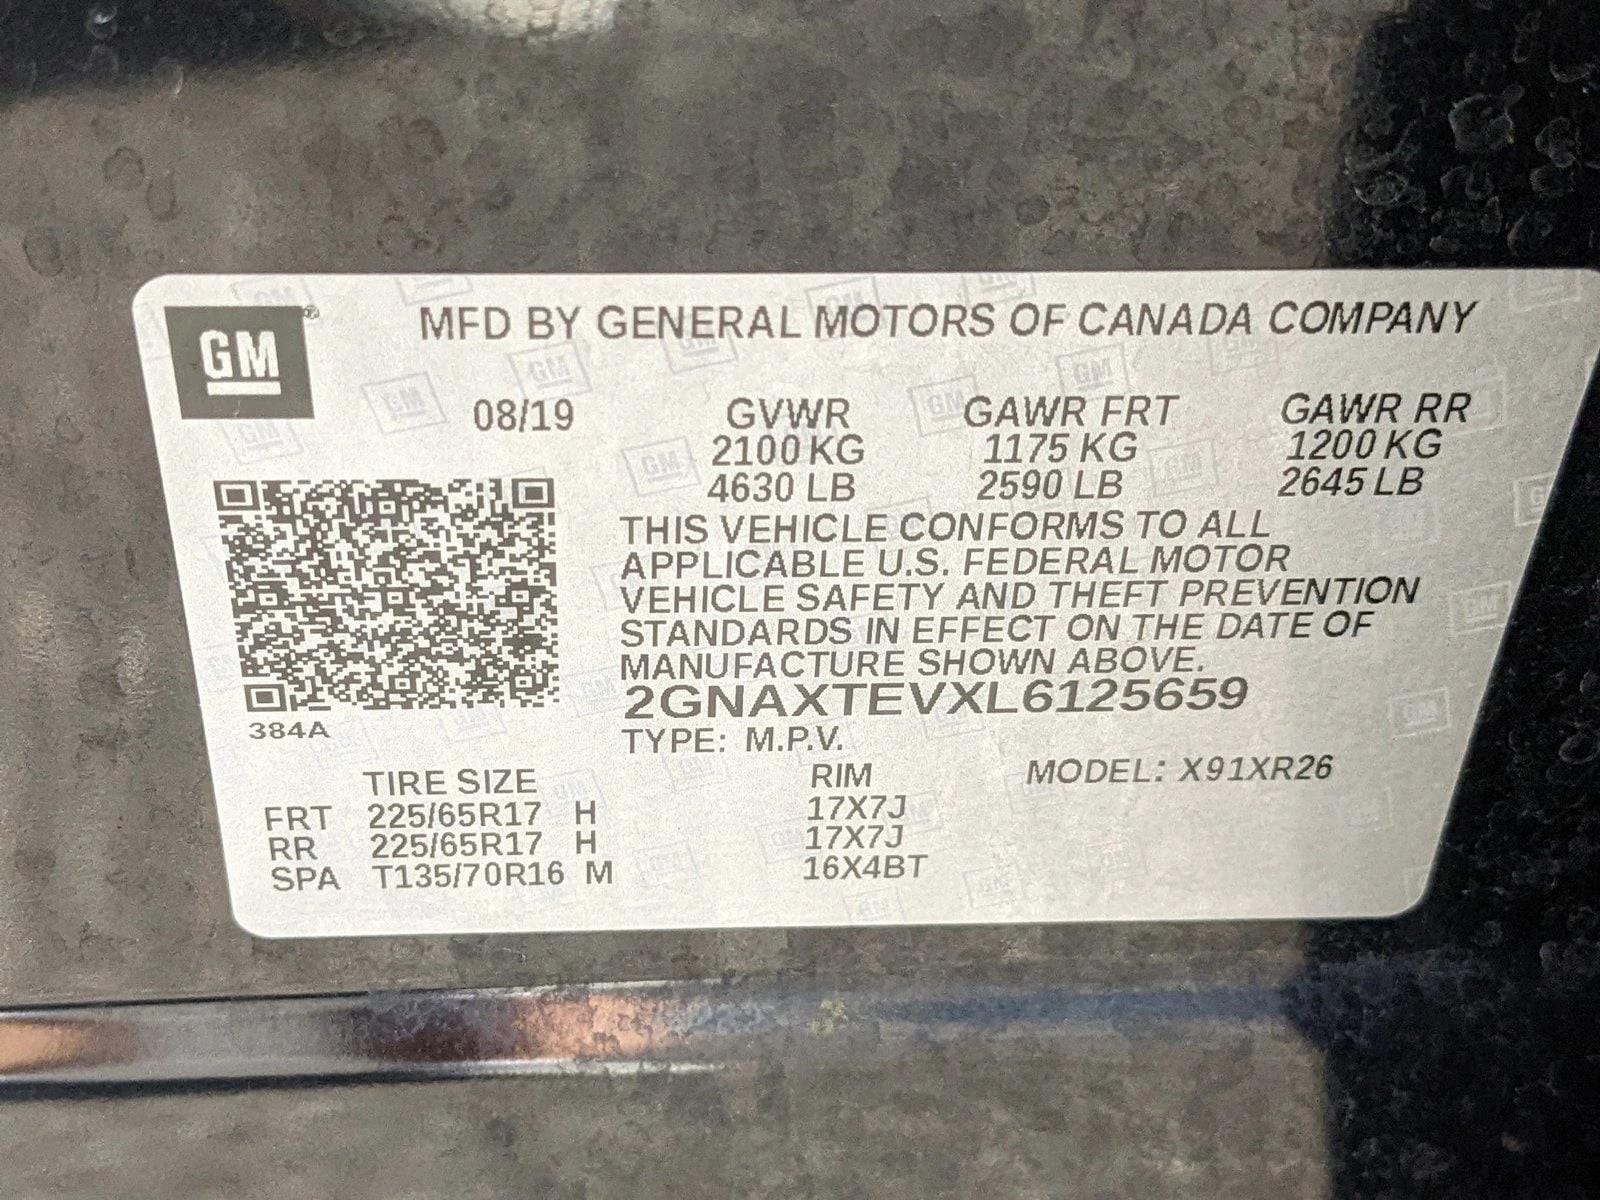 GM®
MFD BY GENERAL MOTORS OF CANADA COMPANY
08/19 GVWR GAWR FRT GAWR RR
2100 KG 1175 KG 1200 KG
4630 LB 2590 LB 2645 LB
THIS VEHICLE CONFORMS TO ALL
APPLICABLE U.S. FEDERAL MOTOR
VEHICLE SAFETY AND THEFT PREVENTION
STANDARDS IN EFFECT ON THE DATE OF
MANUFACTURE SHOWN ABOVE.
2GNAXTEVXL6125659
384A
TYPE: M.P.V.
TIRE SIZE RIM MODEL: X91XR26
FRT 225/65R17 H 17X7J
RR 225/65R17 H 17X7J
SPA T135/70R16 M 16X4BT